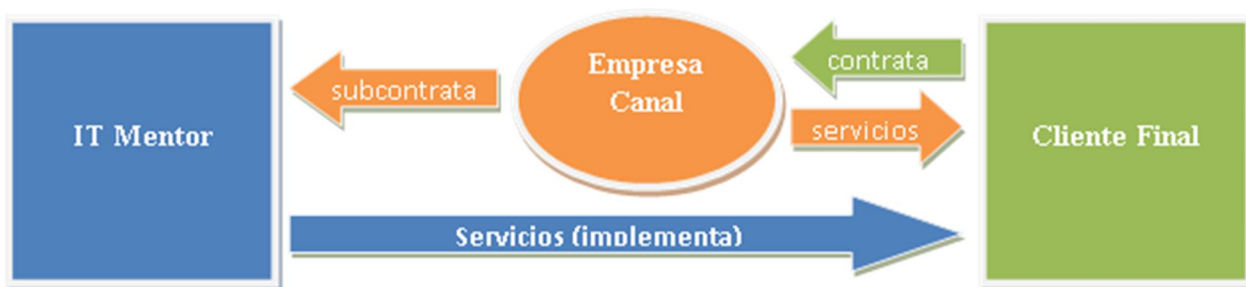 IT Mentor
subcontrata
Empresa
Canal
contrata
servicios
Cliente Final
Servicios (implementa)